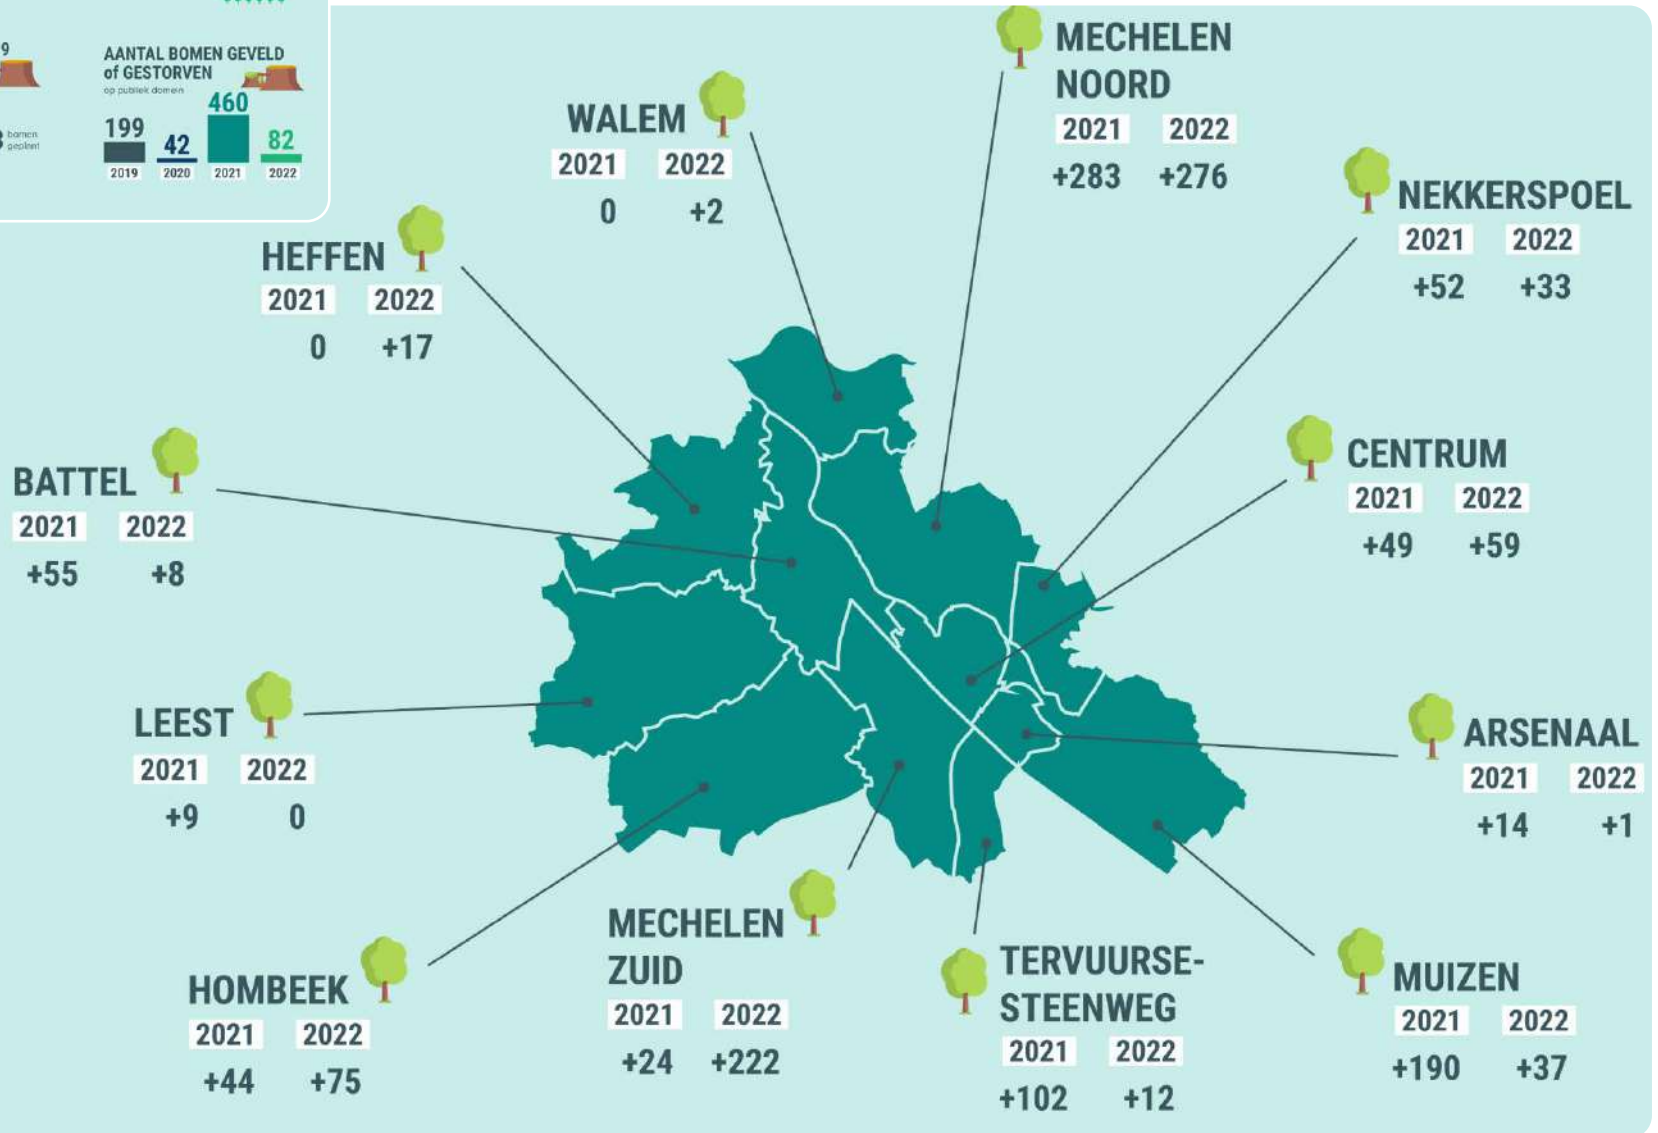 9
AANTAL BOMEN GEVELD
of GESTORVEN
op publiek domein
199
42
460
82
2019
2020
2021
2022
bomen
geplant
WALEM
2021 2022
0 +2
MECHELEN
NOORD
2021 2022
+283 +276
NEKKERSPOEL
2021 2022
+52 +33
HEFFEN
2021 2022
0 +17
BATTEL
2021 2022
+55 +8
CENTRUM
2021 2022
+49 +59
LEEST
2021 2022
+9 0
ARSENAAL
2021 2022
+14 +1
HOMBEEK
2021 2022
+44 +75
MECHELEN
ZUID
2021 2022
+24 +222
TERVUURSE-
STEENWEG
2021 2022
+102 +12
MUIZEN
2021 2022
+190 +37